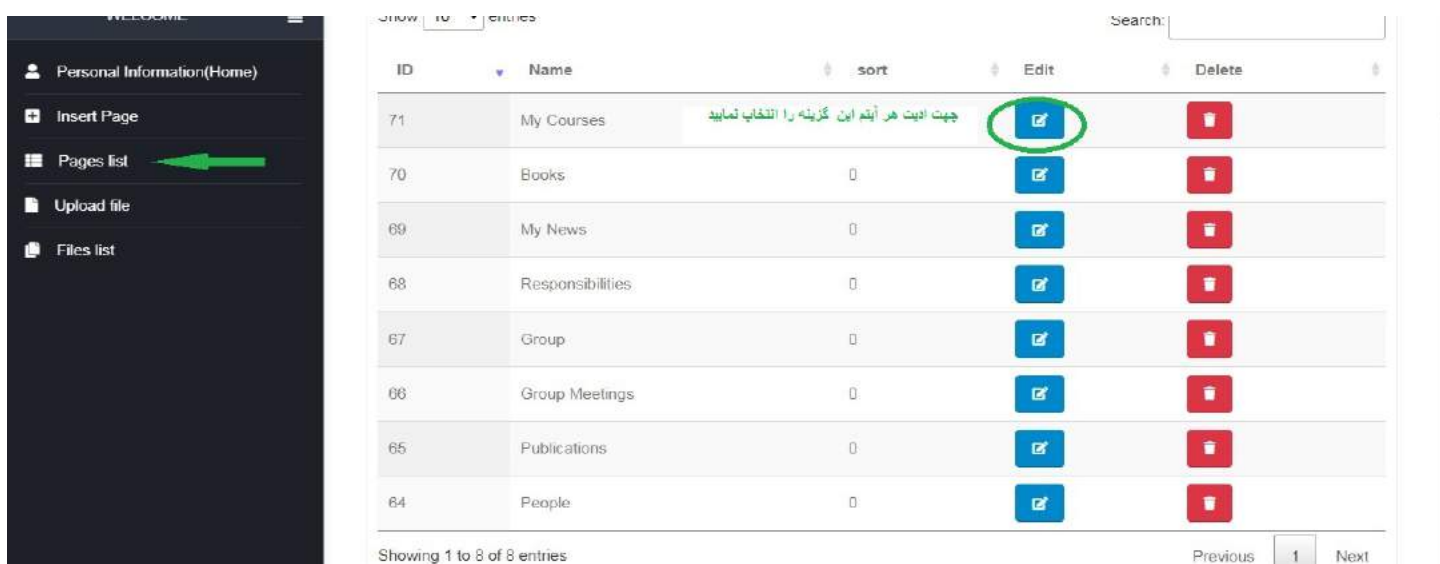 WELCOME
Personal Information(Home)
Insert Page
Pages list
Upload file
Files list
Show 10 entries
Search:
ID Name sort Edit Delete
71 My Courses جهت ادیت هر آیتم این گزینه را انتخاب نمایید
70 Books 0
69 My News 0
68 Responsibilities 0
67 Group 0
66 Group Meetings 0
65 Publications 0
64 People 0
Showing 1 to 8 of 8 entries
Previous 1 Next